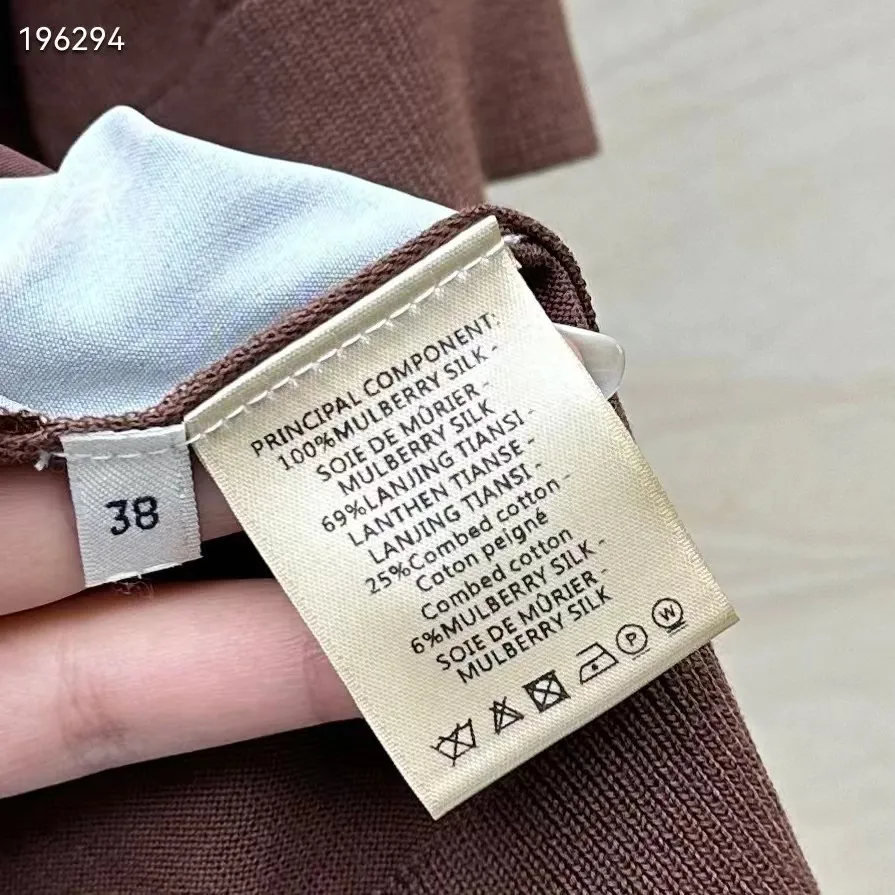 196294
PRINCIPAL COMPONENT:
100%MULBERRY SILK -
SOIE DE MÛRIER -
MULBERRY SILK
69%LANJING TIANSI -
LANTHEN TIANSE -
LANJING TIANSI -
25%Combed cotton -
Coton peigné
Combed cotton
6%MULBERRY SILK -
SOIE DE MÛRIER -
MULBERRY SILK
P W
38